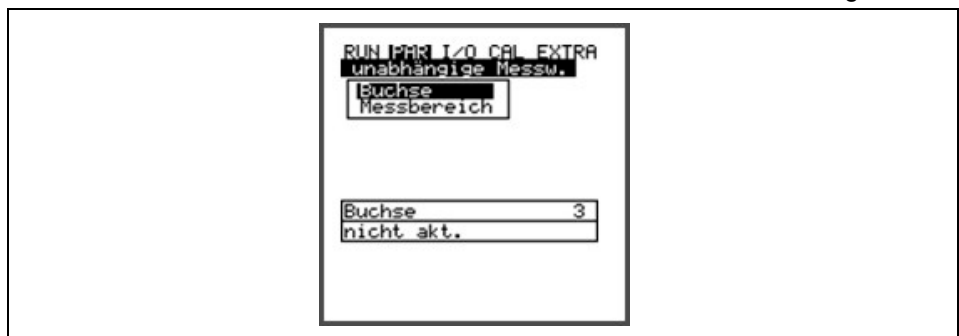 RUN PAR I/O CAL EXTRA
unabhängige Messw.
Buchse
Messbereich
Buchse 3
nicht akt.